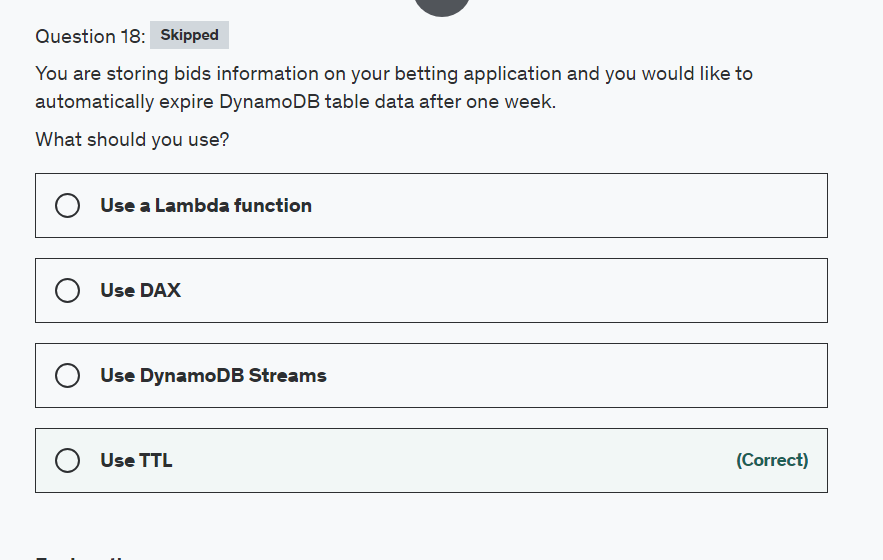 Question 18: Skipped
You are storing bids information on your betting application and you would like to
automatically expire DynamoDB table data after one week.
What should you use?
Use a Lambda function
Use DAX
Use DynamoDB Streams
Use TTL (Correct)